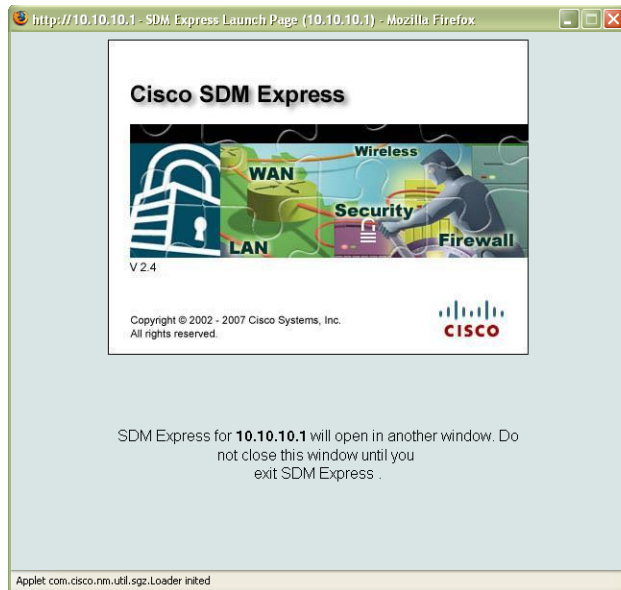 http://10.10.10.1 - SDM Express Launch Page (10.10.10.1) - Mozilla Firefox
Cisco SDM Express
Wireless
WAN
Security
LAN
Firewall
V 2.4
Copyright © 2002 - 2007 Cisco Systems, Inc.
All rights reserved.
CISCO
SDM Express for 10.10.10.1 will open in another window. Do
not close this window until you
exit SDM Express .
Applet com.cisco.nm.util.sgz.Loader inited